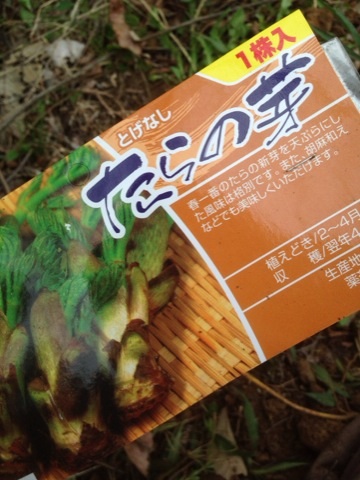 1株入
とげなし
たらの芽
春一番のたらの新芽を天ぷらにし
た風味は格別です。また、胡麻和え
などでも美味しくいただけます。
植えどき/2~4
収 穫/翌年4
生産地
薬